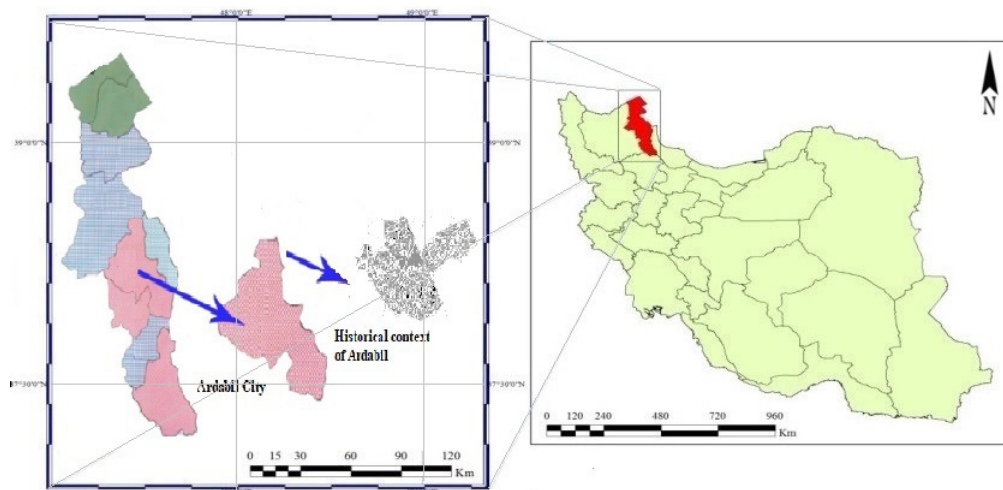 48°0'0"N
49°0'0"N
39°0'0"N
39°0'0"N
Historical context
of Ardabil
37°30'0"N
37°30'0"N
Ardabil City
0 15 30 60 90 120
Km
N
0 120 240 480 720 960
Km